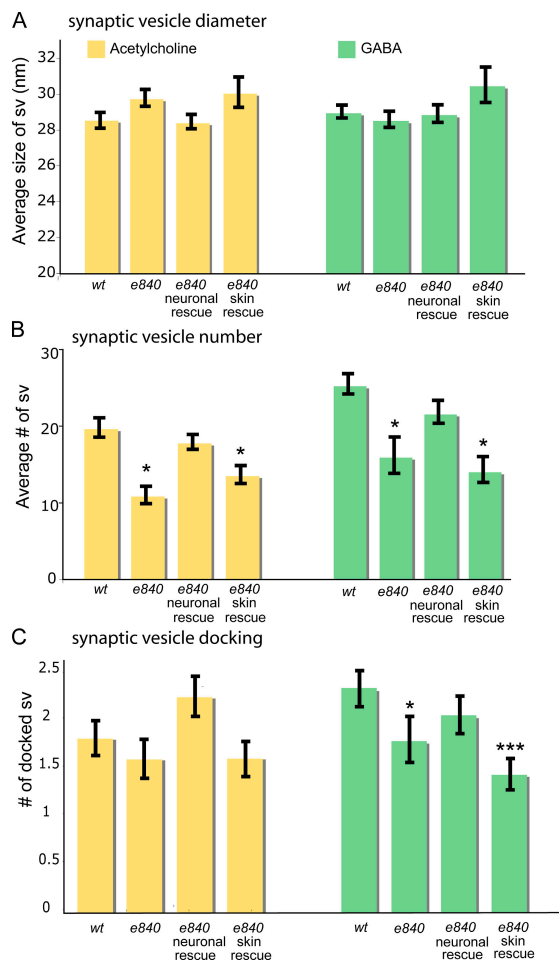 A synaptic vesicle diameter
Acetylcholine GABA
Average size of sv (nm)
32
30
28
26
24
22
20
wt e840 e840 neuronal rescue e840 skin rescue
wt e840 e840 neuronal rescue e840 skin rescue
B synaptic vesicle number
Average # of sv
30
20
10
0
* *
* *
wt e840 e840 neuronal rescue e840 skin rescue
wt e840 e840 neuronal rescue e840 skin rescue
C synaptic vesicle docking
# of docked sv
2.5
2
1.5
1
0.5
0
* ***
wt e840 e840 neuronal rescue e840 skin rescue
wt e840 e840 neuronal rescue e840 skin rescue